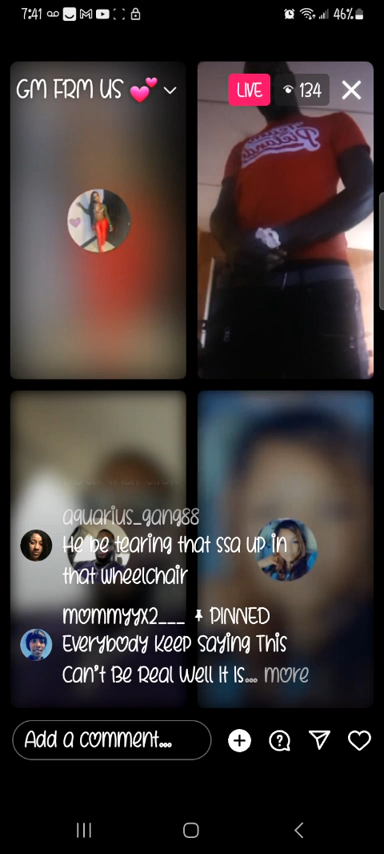 7:41
46%
GM FRM US 💕
LIVE
134
aquarius_gang88
He be tearing that ssa up in
that wheelchair
mommyyx2___ 📌 PINNED
Everybody Keep Saying This
Can't Be Real Well It Is... more
Add a comment...